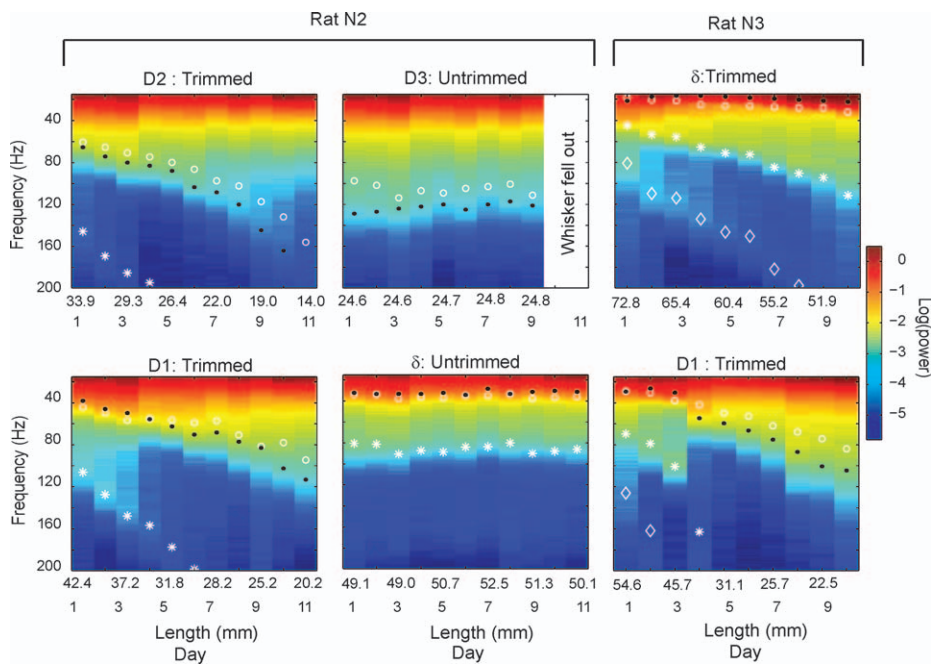 Rat N2
Rat N3
D2 : Trimmed
D3: Untrimmed
δ:Trimmed
Frequency (Hz)
40
80
120
160
200
Whisker fell out
33.9 29.3 26.4 22.0 19.0 14.0
1 3 5 7 9 11
24.6 24.6 24.7 24.8 24.8
1 3 5 7 9 11
72.8 65.4 60.4 55.2 51.9
1 3 5 7 9
0
−1
−2
−3
−4
−5
Log(power)
D1: Trimmed
δ: Untrimmed
D1 : Trimmed
Frequency (Hz)
40
80
120
160
200
42.4 37.2 31.8 28.2 25.2 20.2
1 3 5 7 9 11
Length (mm)
Day
49.1 49.0 50.7 52.5 51.3 50.1
1 3 5 7 9 11
Length (mm)
Day
54.6 45.7 31.1 25.7 22.5
1 3 5 7 9
Length (mm)
Day